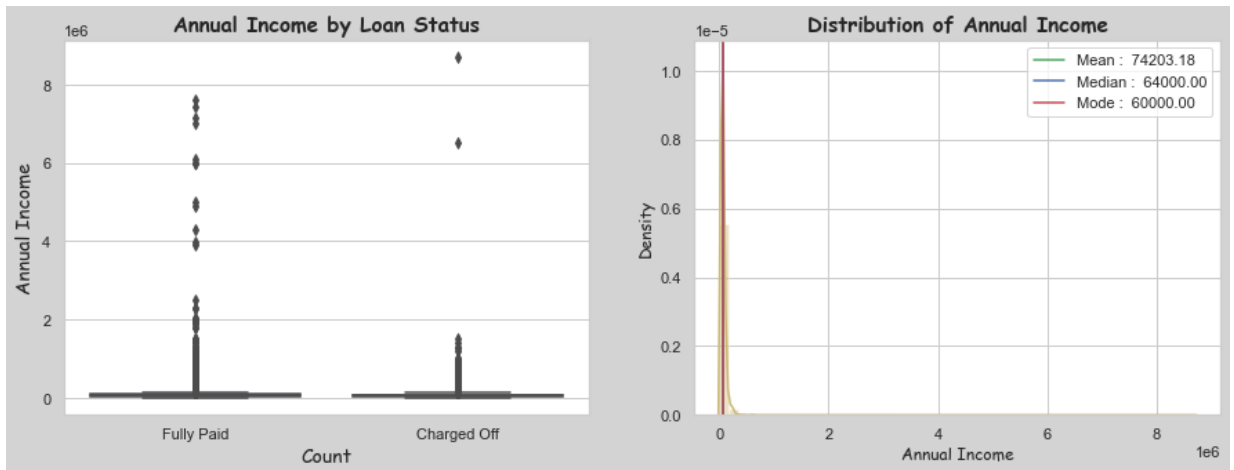 Annual Income by Loan Status
1e6
8
6
4
2
0
Annual Income
Fully Paid
Charged Off
Count
Distribution of Annual Income
1e−5
Mean : 74203.18
Median : 64000.00
Mode : 60000.00
1.0
0.8
0.6
0.4
0.2
0.0
Density
0
2
4
6
8
1e6
Annual Income